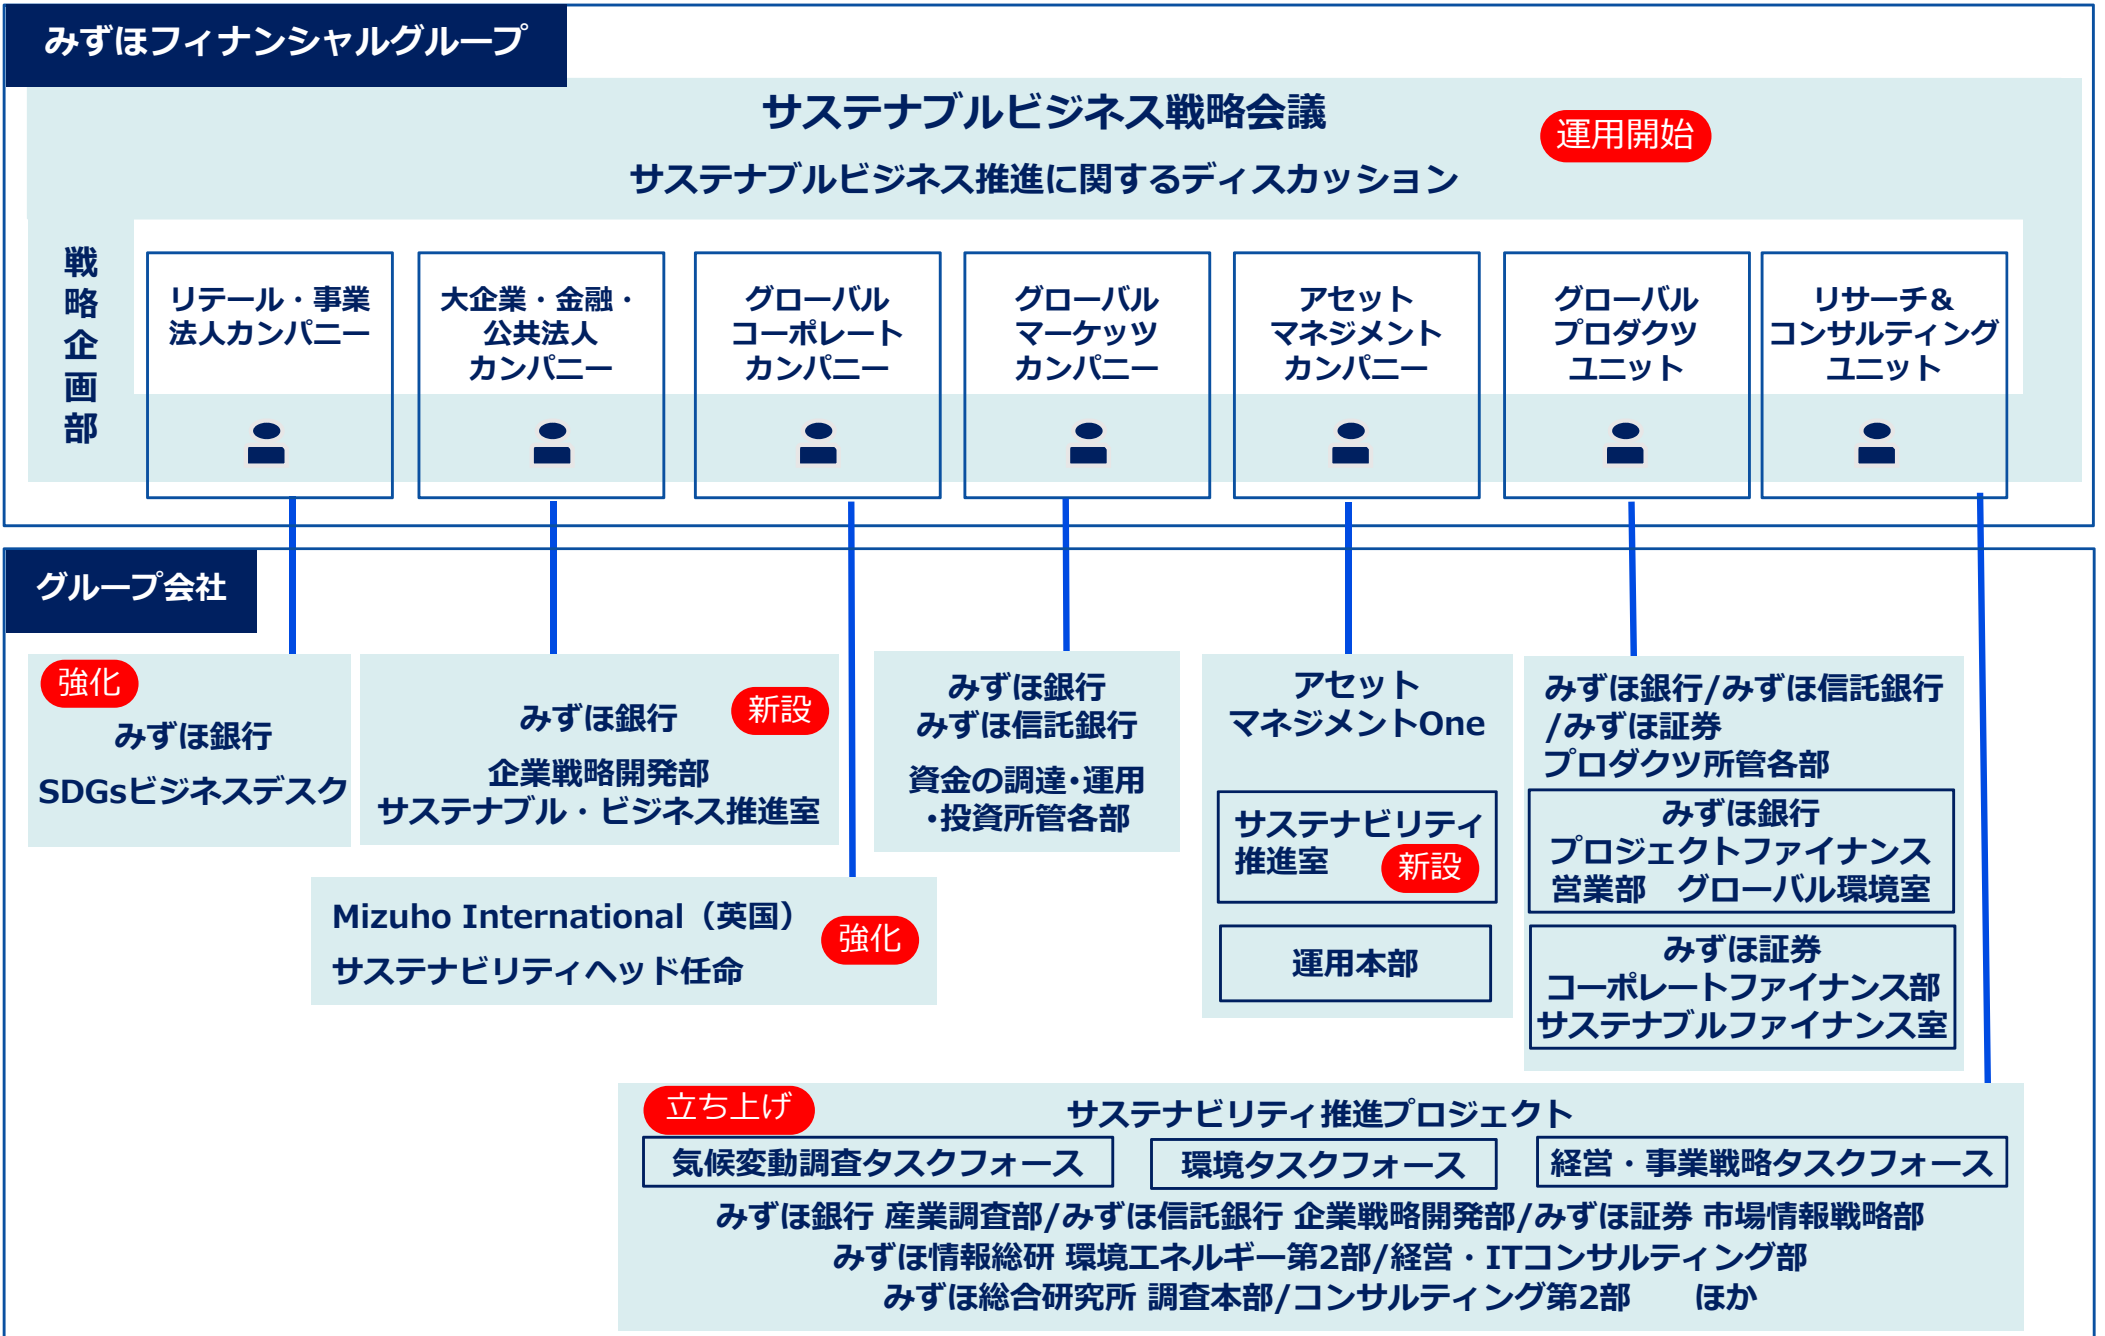 みずほフィナンシャルグループ
サステナブルビジネス戦略会議
運用開始
サステナブルビジネス推進に関するディスカッション
戦略企画部
リテール・事業
法人カンパニー
大企業・金融・
公共法人
カンパニー
グローバル
コーポレート
カンパニー
グローバル
マーケッツ
カンパニー
アセット
マネジメント
カンパニー
グローバル
プロダクツ
ユニット
リサーチ&
コンサルティング
ユニット
グループ会社
強化
みずほ銀行
SDGsビジネスデスク
新設
みずほ銀行
企業戦略開発部
サステナブル・ビジネス推進室
Mizuho International（英国）
強化
サステナビリティヘッド任命
みずほ銀行
みずほ信託銀行
資金の調達・運用
・投資所管各部
アセット
マネジメントOne
サステナビリティ
推進室
新設
運用本部
みずほ銀行/みずほ信託銀行
/みずほ証券
プロダクツ所管各部
みずほ銀行
プロジェクトファイナンス
営業部　グローバル環境室
みずほ証券
コーポレートファイナンス部
サステナブルファイナンス室
立ち上げ
サステナビリティ推進プロジェクト
気候変動調査タスクフォース
環境タスクフォース
経営・事業戦略タスクフォース
みずほ銀行 産業調査部/みずほ信託銀行 企業戦略開発部/みずほ証券 市場情報戦略部
みずほ情報総研 環境エネルギー第2部/経営・ITコンサルティング部
みずほ総合研究所 調査本部/コンサルティング第2部　　ほか